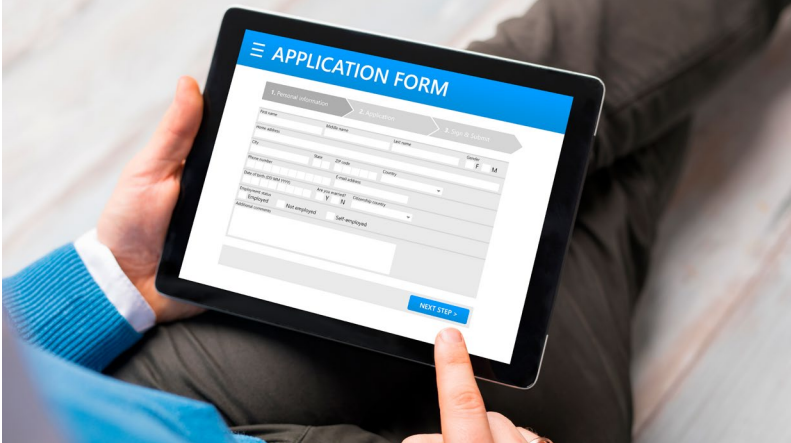 APPLICATION FORM
1. Personal information
2. Application
3. Sign & Submit
First name
Middle name
Last name
Gender
F M
Home address
City
State
ZIP code
Country
Phone number
E-mail address
Date of birth (DD MM YYYY)
Are you married?
Y N
Citizenship country
Employment status
Employed Not employed Self-employed
Additional comments
NEXT STEP >